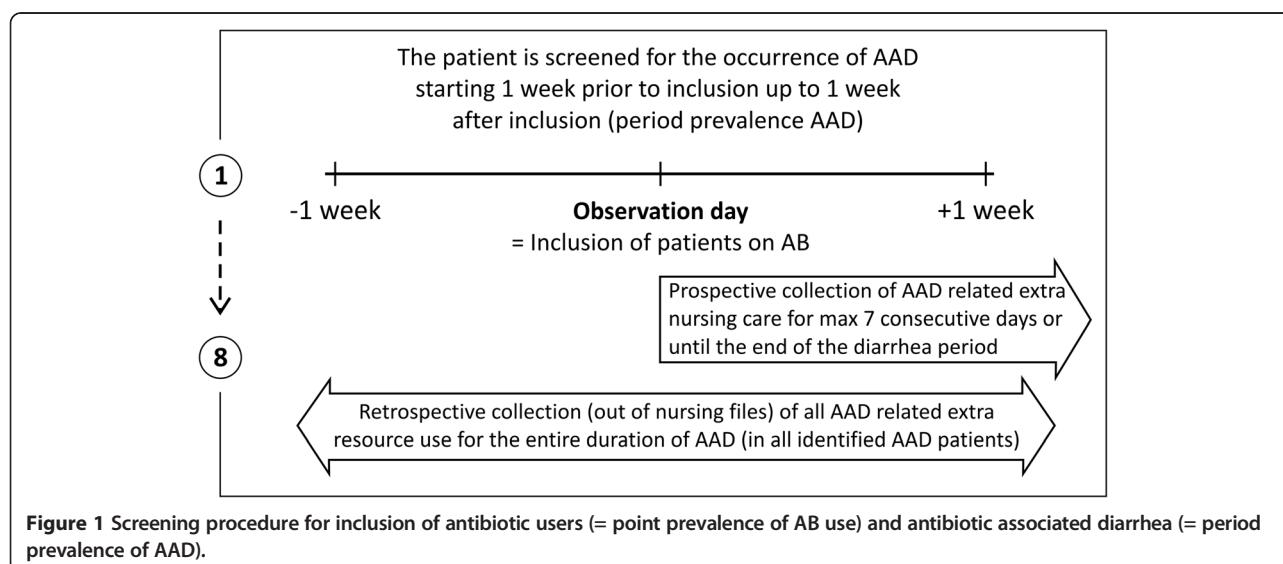 The patient is screened for the occurrence of AAD
starting 1 week prior to inclusion up to 1 week
after inclusion (period prevalence AAD)
1
-1 week
Observation day
+1 week
= Inclusion of patients on AB
Prospective collection of AAD related extra
nursing care for max 7 consecutive days or
until the end of the diarrhea period
8
Retrospective collection (out of nursing files) of all AAD related extra
resource use for the entire duration of AAD (in all identified AAD patients)
Figure 1 Screening procedure for inclusion of antibiotic users (= point prevalence of AB use) and antibiotic associated diarrhea (= period
prevalence of AAD).